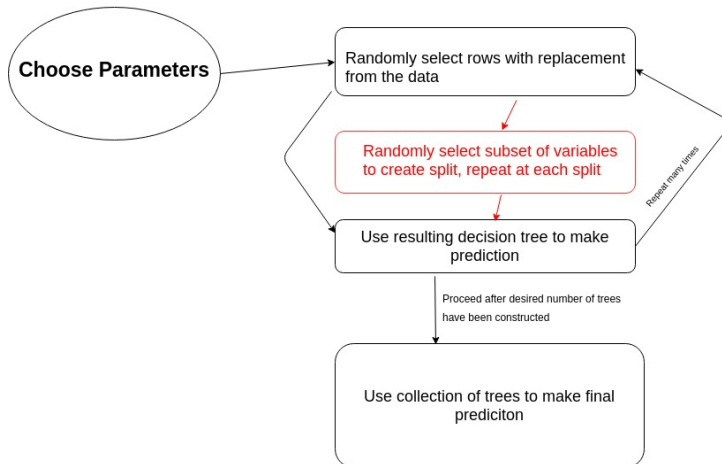 Choose Parameters
Randomly select rows with replacement
from the data
Randomly select subset of variables
to create split, repeat at each split
Repeat many times
Use resulting decision tree to make
prediction
Proceed after desired number of trees
have been constructed
Use collection of trees to make final
prediciton